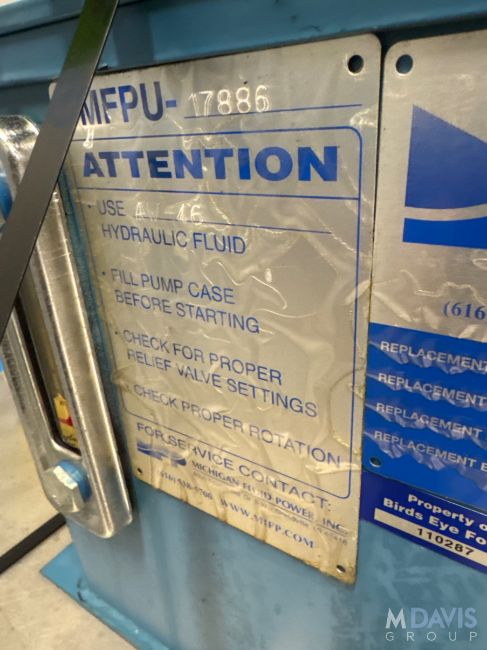 MFPU- 17886
ATTENTION
• USE AW 46
HYDRAULIC FLUID
• FILL PUMP CASE
BEFORE STARTING
• CHECK FOR PROPER
RELIEF VALVE SETTINGS
• CHECK PROPER ROTATION
FOR SERVICE CONTACT:
MICHIGAN FLUID POWER, INC.
WWW.MFP.COM
(616
REPLACEMENT
REPLACEMENT
REPLACEMENT
REPLACEMENT E
Property o
Birds Eye Fo
110287
M DAVIS
GROUP